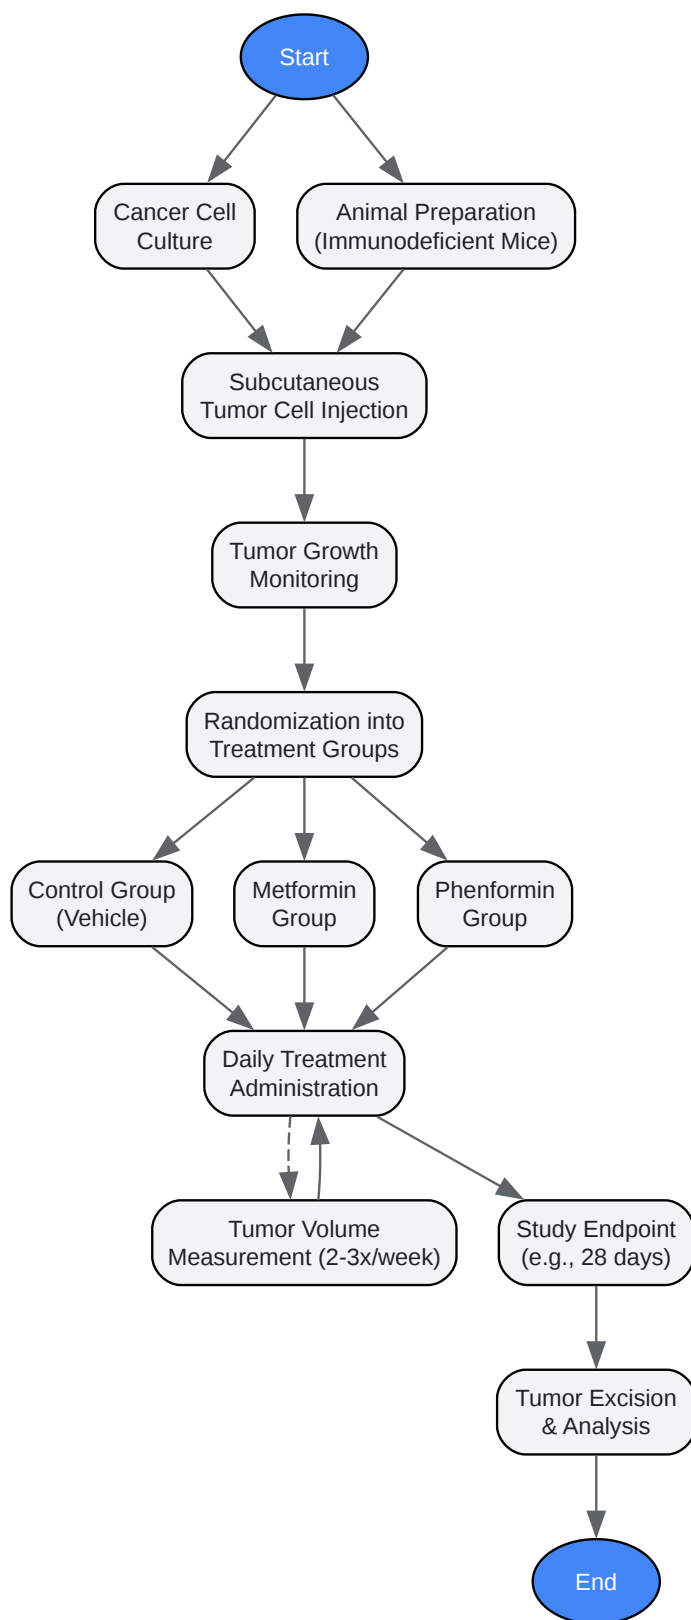 Start
Cancer Cell
Culture
Animal Preparation
(Immunodeficient Mice)
Subcutaneous
Tumor Cell Injection
Tumor Growth
Monitoring
Randomization into
Treatment Groups
Control Group
(Vehicle)
Metformin
Group
Phenformin
Group
Daily Treatment
Administration
Tumor Volume
Measurement (2-3x/week)
Study Endpoint
(e.g., 28 days)
Tumor Excision
& Analysis
End